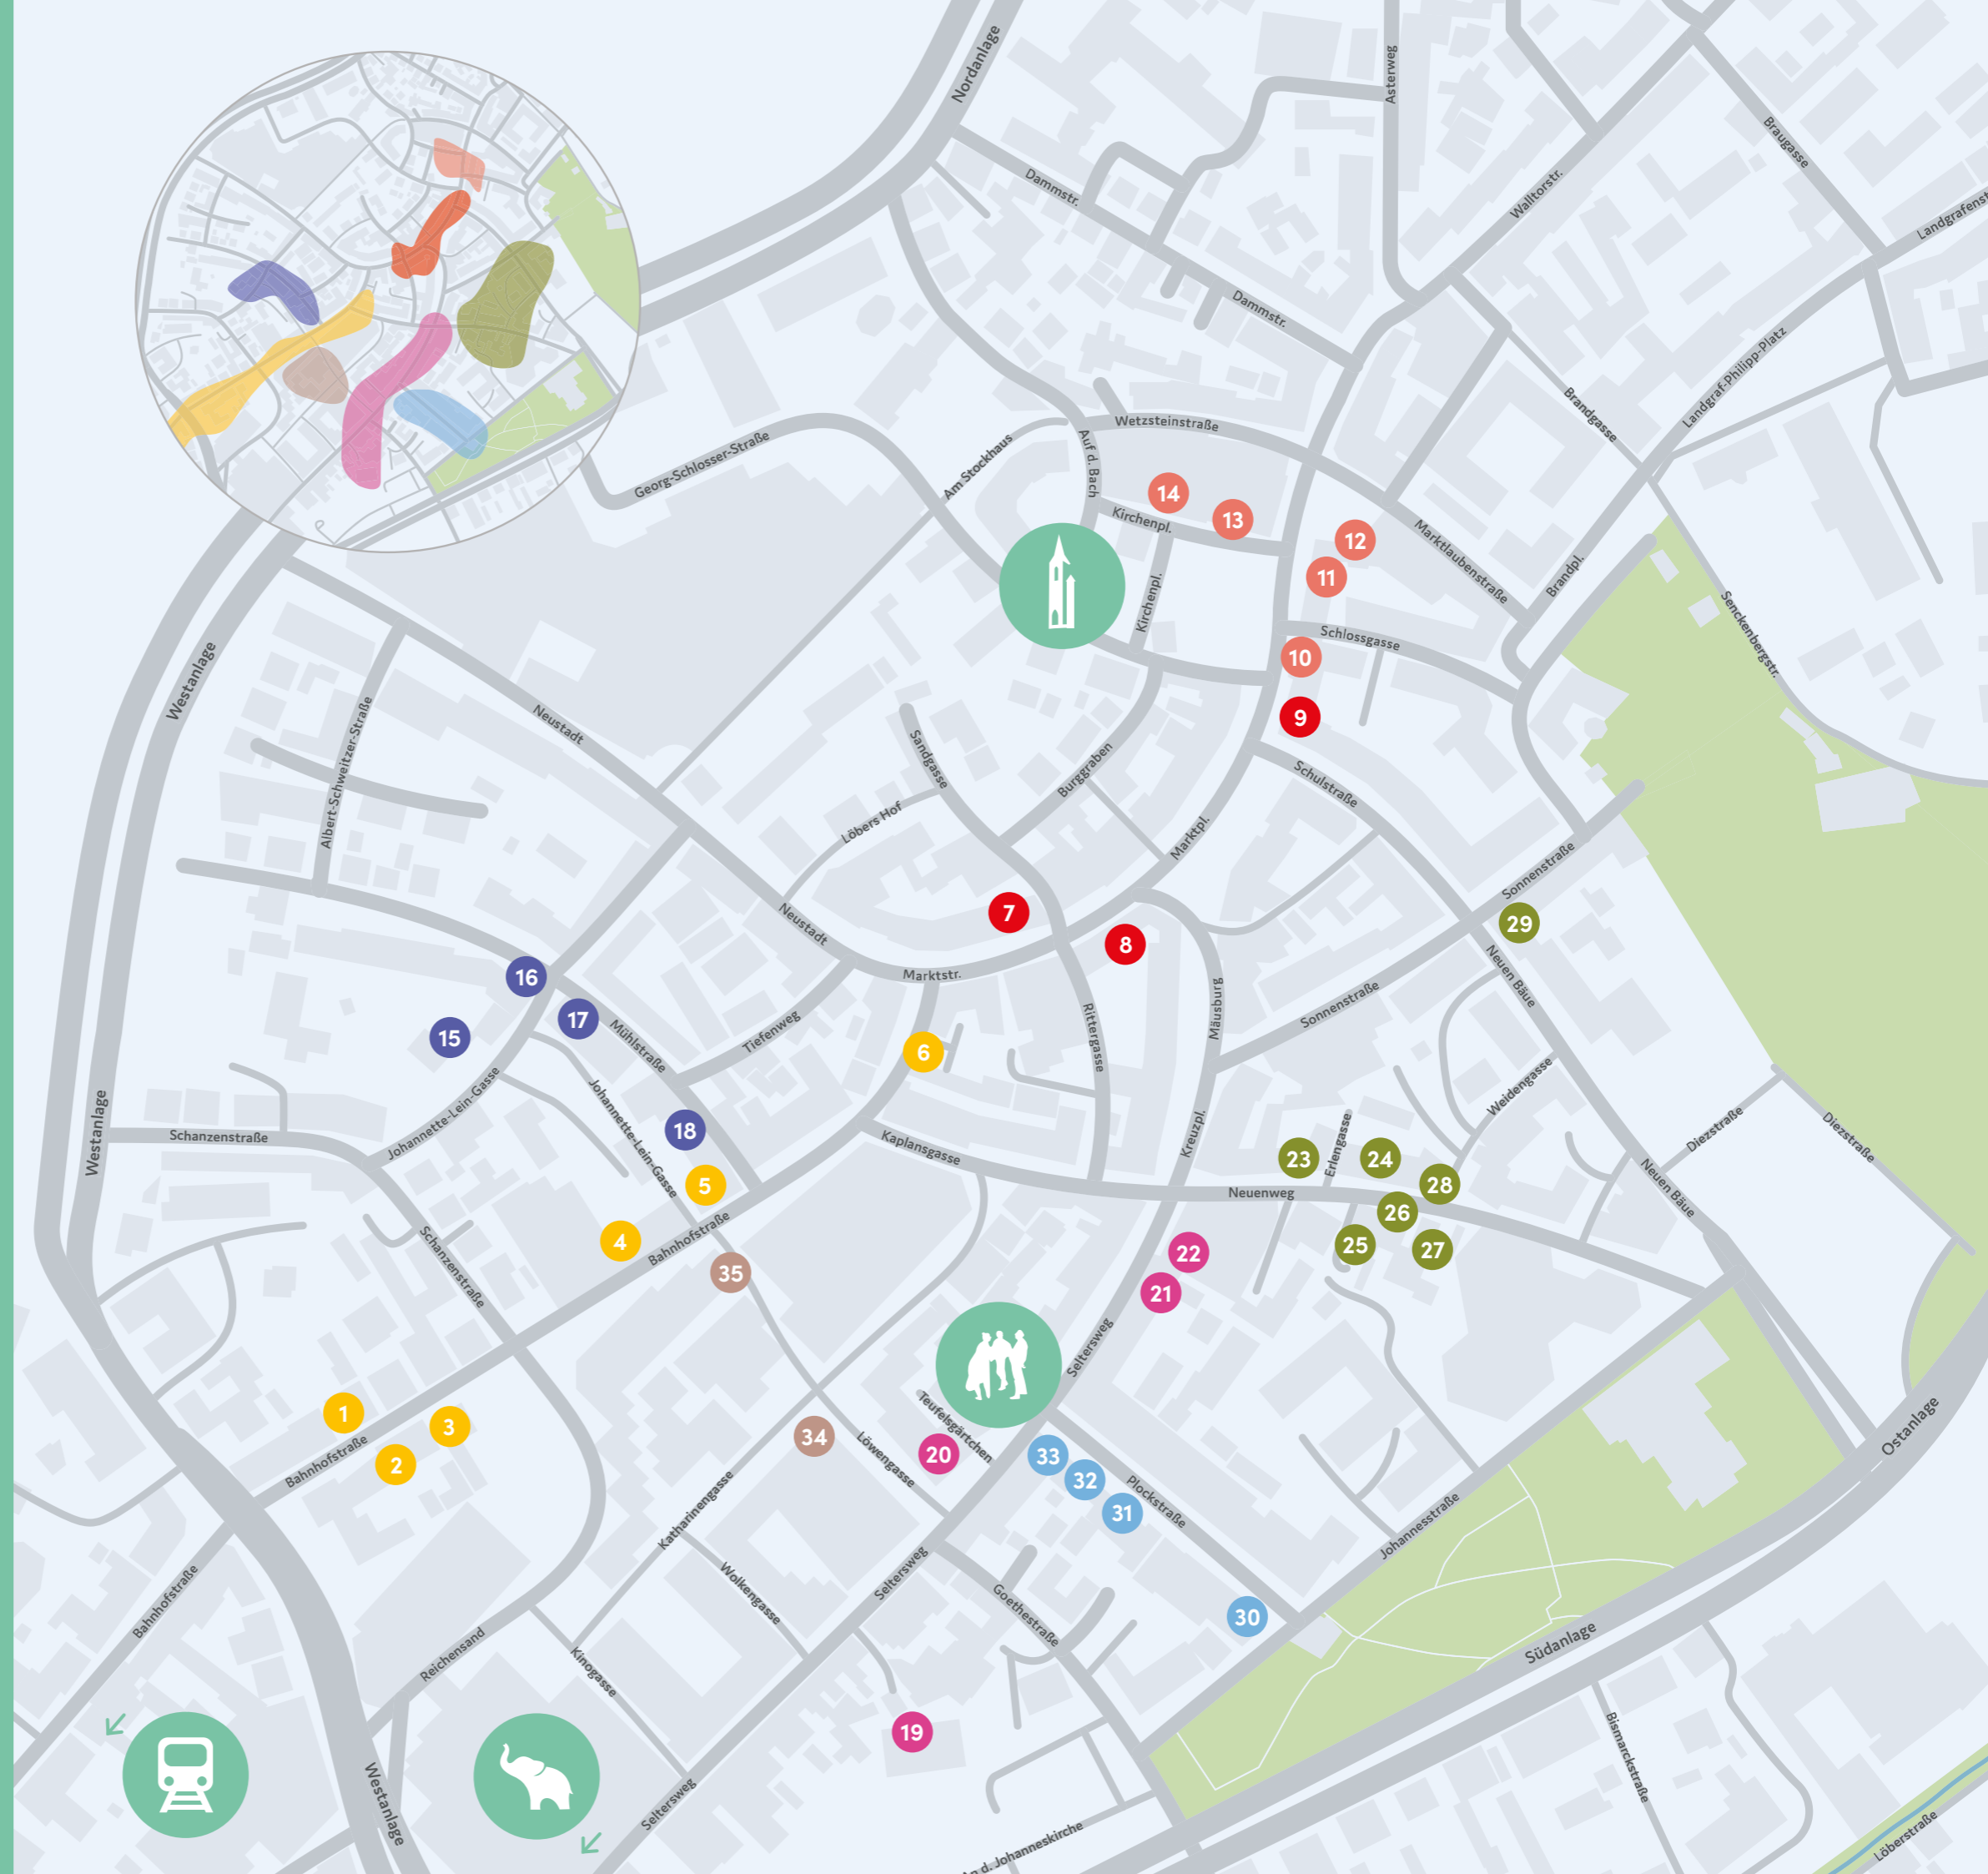 Nordanlage
Asterweg
Braugasse
Dammstr.
Walltorstr.
Landgrafenst
Dammstr.
Landgraf-Philipp-Platz
Brandgasse
Wetzsteinstraße
Auf d. Bach
Am Stockhaus
Georg-Schlosser-Straße
14
13
Kirchenpl.
12
11
Marktlaubenstraße
Brandpl.
Kirchenpl.
Schlossgasse
Senckenbergstr.
10
Westanlage
9
Neustadt
Sandgasse
Burggraben
Schulstraße
Albert-Schweitzer-Straße
Löbers Hof
Marktpl.
Sonnenstraße
7
Neustadt
29
8
Marktstr.
16
Neuen Bäue
15
17
Mühlstraße
Tiefenweg
6
Rittergasse
Mäusburg
Sonnenstraße
Johannette-Lein-Gasse
Johannette-Lein-Gasse
Weidengasse
Westanlage
Schanzenstraße
18
Kaplansgasse
Kreuzpl.
Erlengasse
Diezstraße
Diezstraße
23
24
5
28
Neuenweg
Neuen Bäue
26
4
Bahnhofstraße
22
25
27
Schanzenstraße
35
21
Seltersweg
1
3
Bahnhofstraße
2
34
Löwengasse
Teufelsgärtchen
20
33
32
31
Plockstraße
Ostanlage
Katharinengasse
Johannesstraße
Bahnhofstraße
Wolkengasse
Seltersweg
Goethestraße
30
Südanlage
Reichensand
Kinogasse
19
Bismarckstraße
Westanlage
Seltersweg
An d. Johanneskirche
Löberstraße